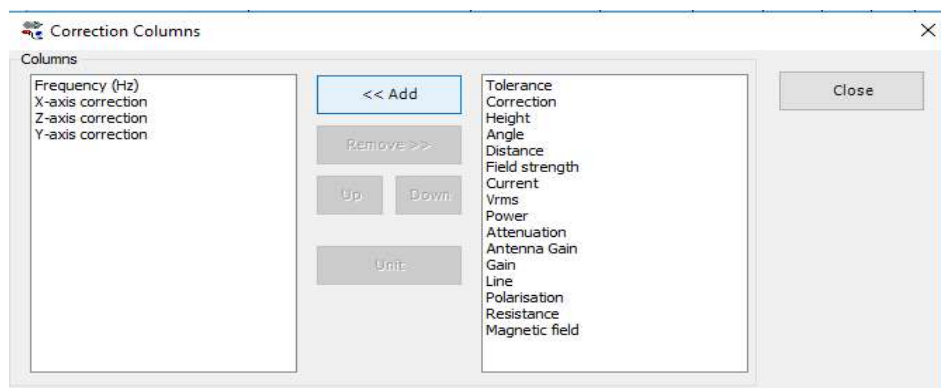 Correction Columns
Columns
Frequency (Hz)
X-axis correction
Z-axis correction
Y-axis correction
<< Add
Remove >>
Up
Down
Unit
Tolerance
Correction
Height
Angle
Distance
Field strength
Current
Vrms
Power
Attenuation
Antenna Gain
Gain
Line
Polarisation
Resistance
Magnetic field
Close